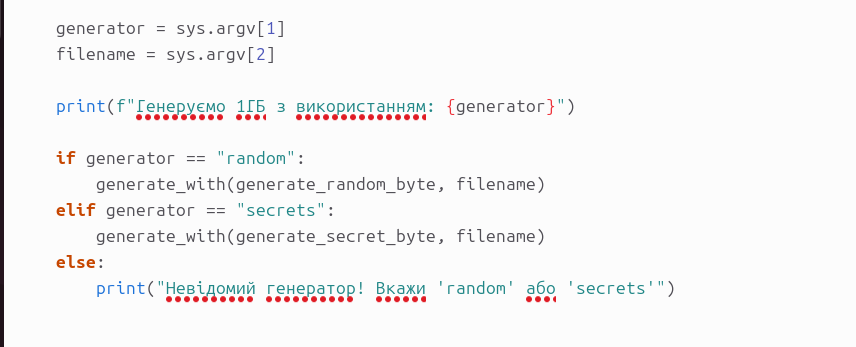 generator = sys.argv[1]
filename = sys.argv[2]
print(f"Генеруємо 1ГБ з використанням: {generator}")
if generator == "random":
generate_with(generate_random_byte, filename)
elif generator == "secrets":
generate_with(generate_secret_byte, filename)
else:
print("Невідомий генератор! Вкажи 'random' або 'secrets'")